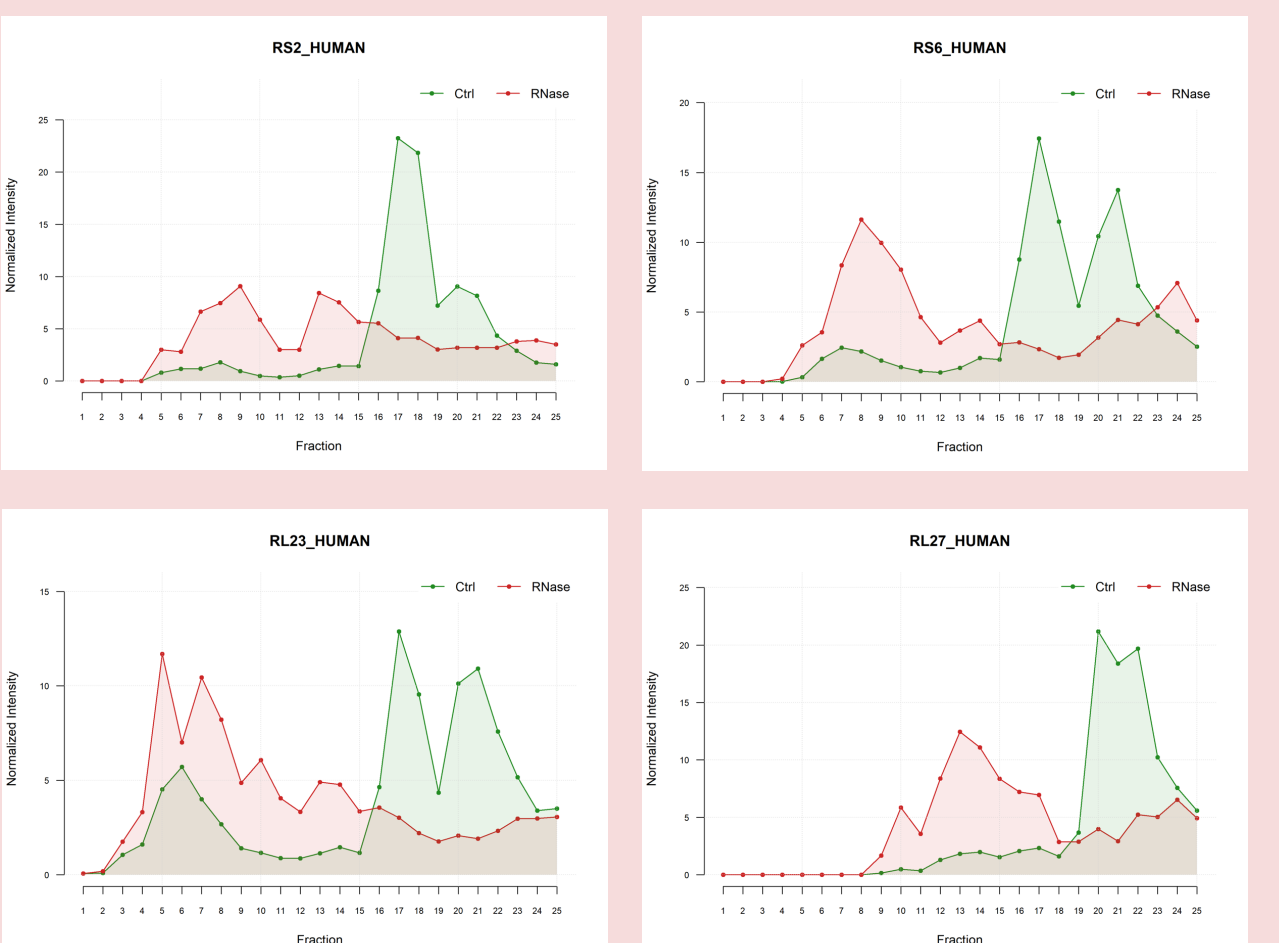 RS2_HUMAN
Ctrl RNase
25
20
15
10
5
0
Normalized Intensity
1 2 3 4 5 6 7 8 9 10 11 12 13 14 15 16 17 18 19 20 21 22 23 24 25
Fraction
RS6_HUMAN
Ctrl RNase
20
15
10
5
0
Normalized Intensity
1 2 3 4 5 6 7 8 9 10 11 12 13 14 15 16 17 18 19 20 21 22 23 24 25
Fraction
RL23_HUMAN
Ctrl RNase
15
10
5
0
Normalized Intensity
1 2 3 4 5 6 7 8 9 10 11 12 13 14 15 16 17 18 19 20 21 22 23 24 25
Fraction
RL27_HUMAN
Ctrl RNase
25
20
15
10
5
0
Normalized Intensity
1 2 3 4 5 6 7 8 9 10 11 12 13 14 15 16 17 18 19 20 21 22 23 24 25
Fraction